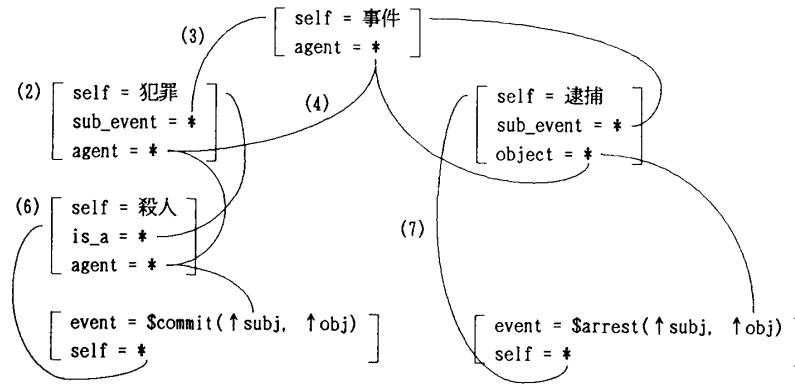 self = 事件
(3)
agent = *
(2)
self = 犯罪
sub_event = *
agent = *
(4)
self = 逮捕
sub_event = *
object = *
(6)
self = 殺人
is_a = *
agent = *
(7)
event = $commit(↑subj, ↑obj)
self = *
event = $arrest(↑subj, ↑obj)
self = *